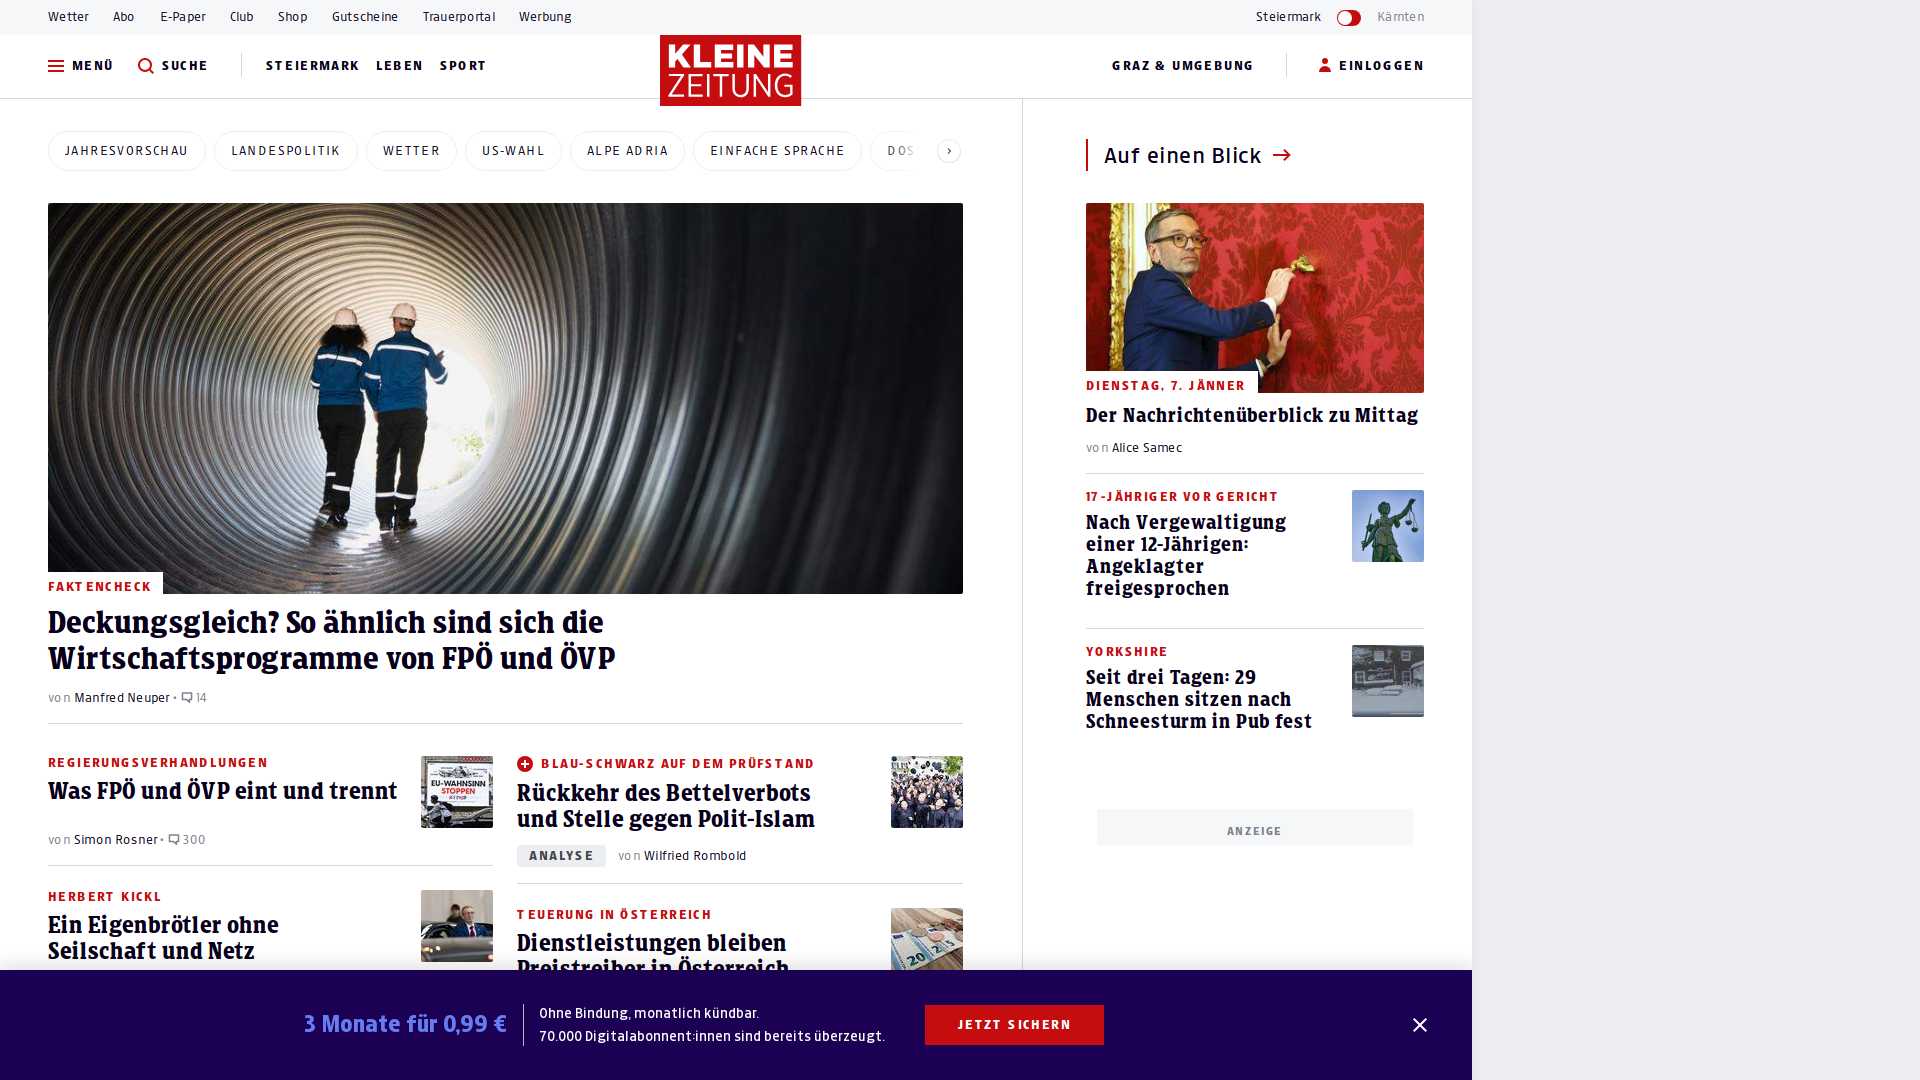 Wetter Abo E-Paper Club Shop Gutscheine Trauerportal Werbung Steiermark Kärnten
MENÜ SUCHE STEIERMARK LEBEN SPORT
KLEINE
ZEITUNG
GRAZ & UMGEBUNG EINLOGGEN
JAHRESVORSCHAU LANDESPOLITIK WETTER US-WAHL ALPE ADRIA EINFACHE SPRACHE DOS
FAKTENCHECK
Deckungsgleich? So ähnlich sind sich die
Wirtschaftsprogramme von FPÖ und ÖVP
von Manfred Neuper • 14
REGIERUNGSVERHANDLUNGEN
Was FPÖ und ÖVP eint und trennt
von Simon Rosner • 300
EU-WAHNSINN
STOPPEN
HERBERT KICKL
Ein Eigenbrötler ohne
Seilschaft und Netz
BLAU-SCHWARZ AUF DEM PRÜFSTAND
Rückkehr des Bettelverbots
und Stelle gegen Polit-Islam
ANALYSE von Wilfried Rombold
TEUERUNG IN ÖSTERREICH
Dienstleistungen bleiben
Preistreiber in Österreich
20
Auf einen Blick
DIENSTAG, 7. JÄNNER
Der Nachrichtenüberblick zu Mittag
von Alice Samec
17-JÄHRIGER VOR GERICHT
Nach Vergewaltigung
einer 12-Jährigen:
Angeklagter
freigesprochen
YORKSHIRE
Seit drei Tagen: 29
Menschen sitzen nach
Schneesturm in Pub fest
ANZEIGE
3 Monate für 0,99 €
Ohne Bindung, monatlich kündbar.
70.000 Digitalabonnent:innen sind bereits überzeugt.
JETZT SICHERN